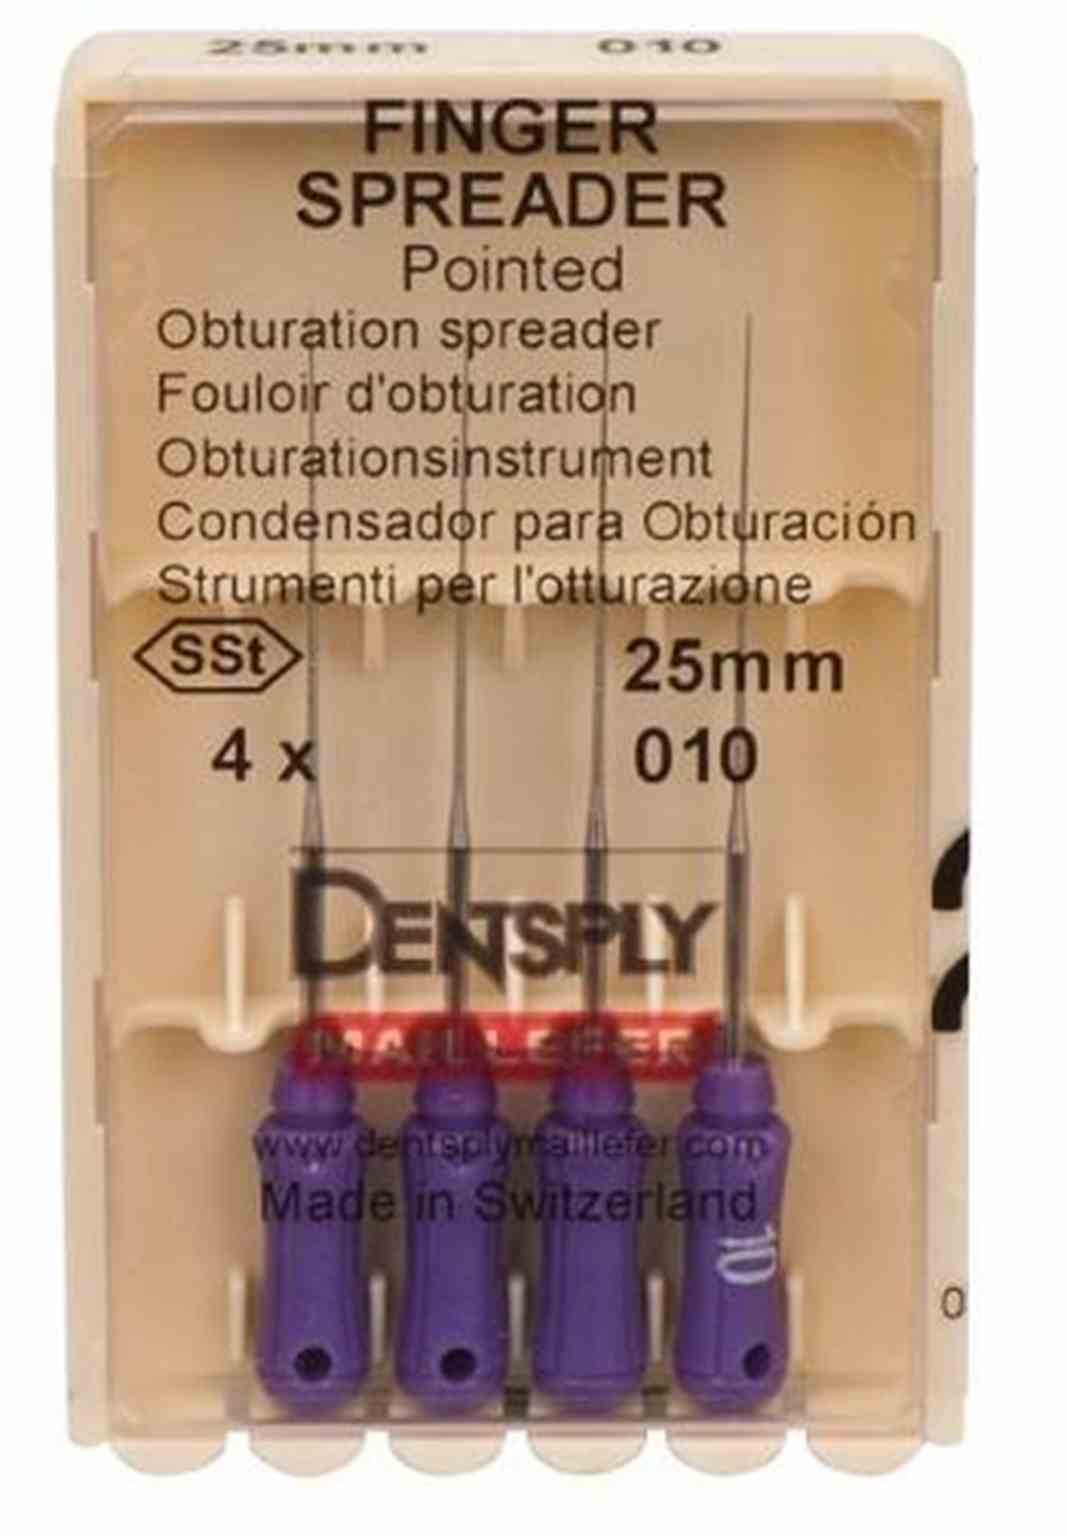 25mm 010
FINGER
SPREADER
Pointed
Obturation spreader
Fouloir d'obturation
Obturationsinstrument
Condensador para Obturación
Strumenti per l'otturazione
SSt 25mm
4 x 010
DENTSPLY
MAILLEFER
www.dentsplymaillefer.com
Made in Switzerland
10